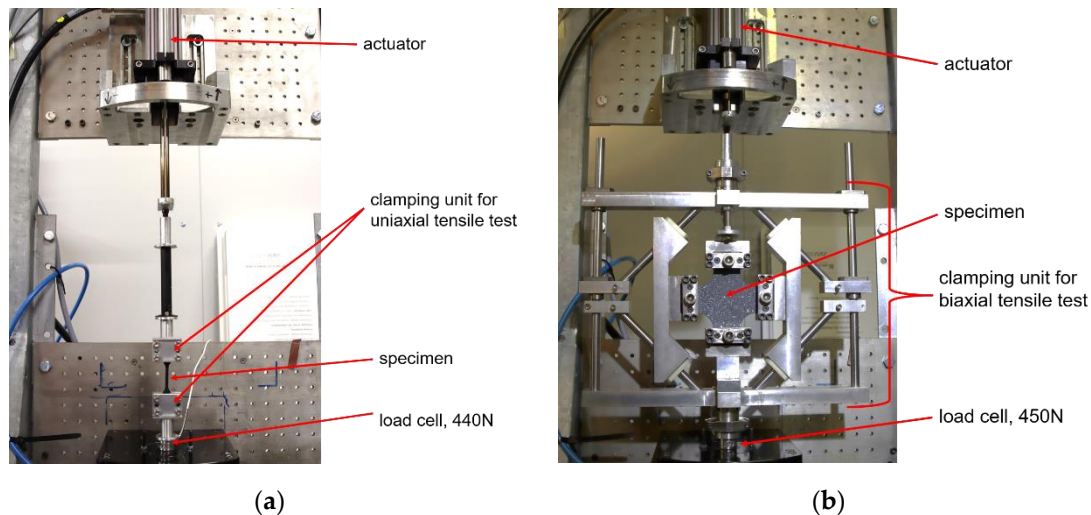 actuator
clamping unit for
uniaxial tensile test
specimen
load cell, 440N
(a)
actuator
specimen
clamping unit for
biaxial tensile test
load cell, 450N
(b)